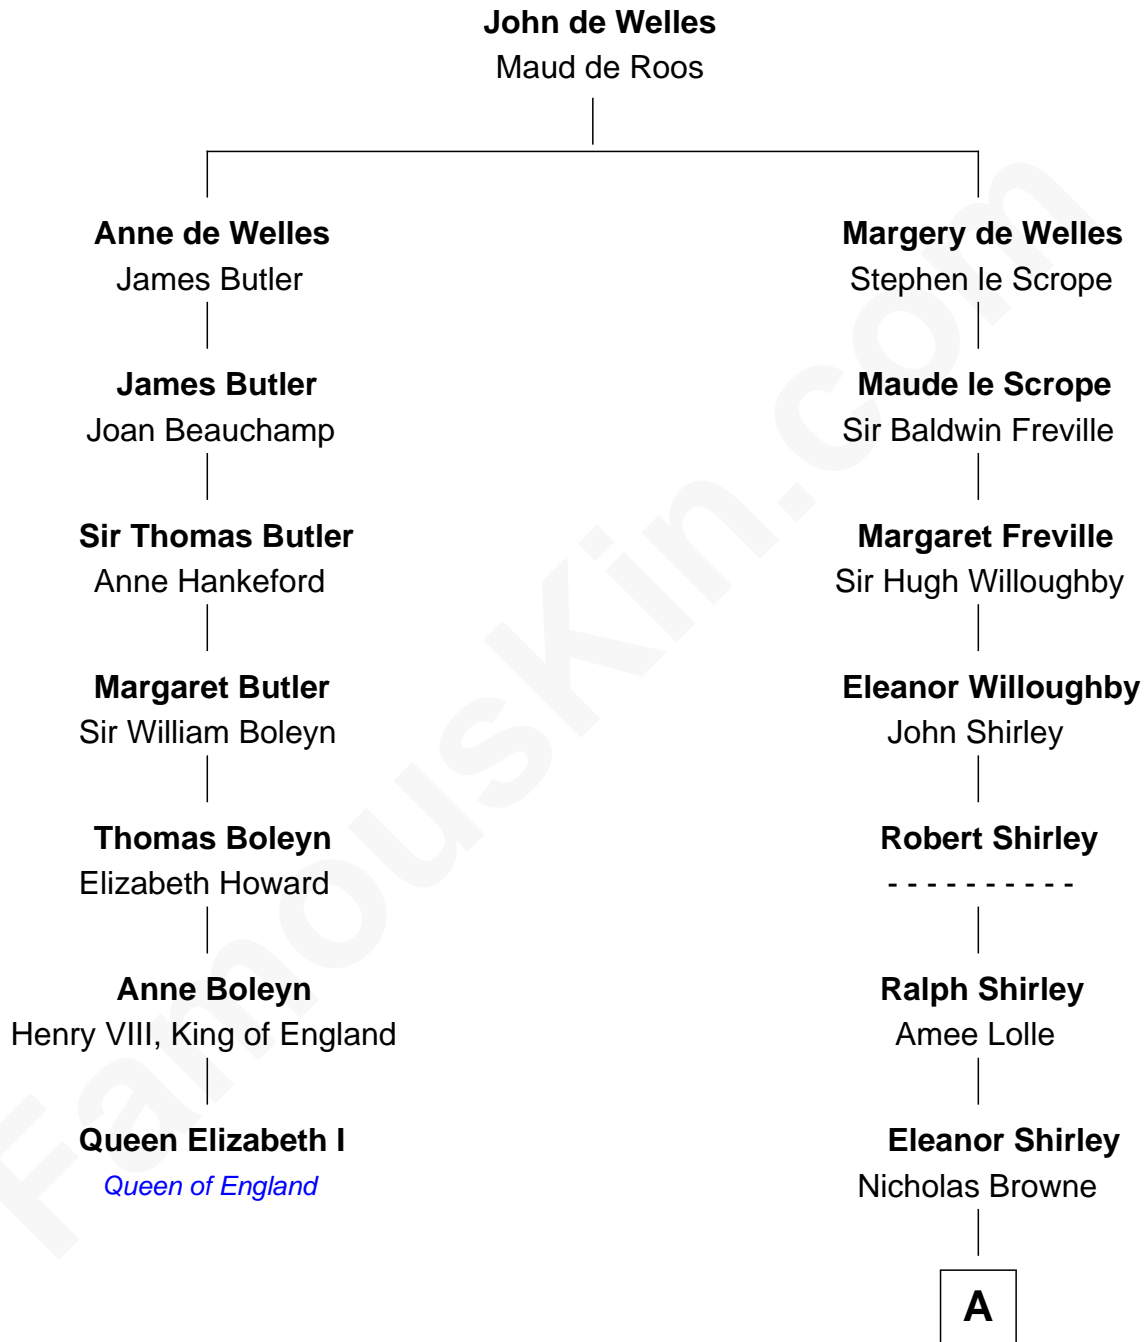 John de Welles
Maud de Roos
Anne de Welles
James Butler
Margery de Welles
Stephen le Scrope
James Butler
Joan Beauchamp
Maude le Scrope
Sir Baldwin Freville
Sir Thomas Butler
Anne Hankeford
Margaret Freville
Sir Hugh Willoughby
Margaret Butler
Sir William Boleyn
Eleanor Willoughby
John Shirley
Thomas Boleyn
Elizabeth Howard
Robert Shirley
- - - - - - - - - -
Anne Boleyn
Henry VIII, King of England
Ralph Shirley
Amee Lolle
Queen Elizabeth I
Queen of England
Eleanor Shirley
Nicholas Browne
A
FamousKin.com